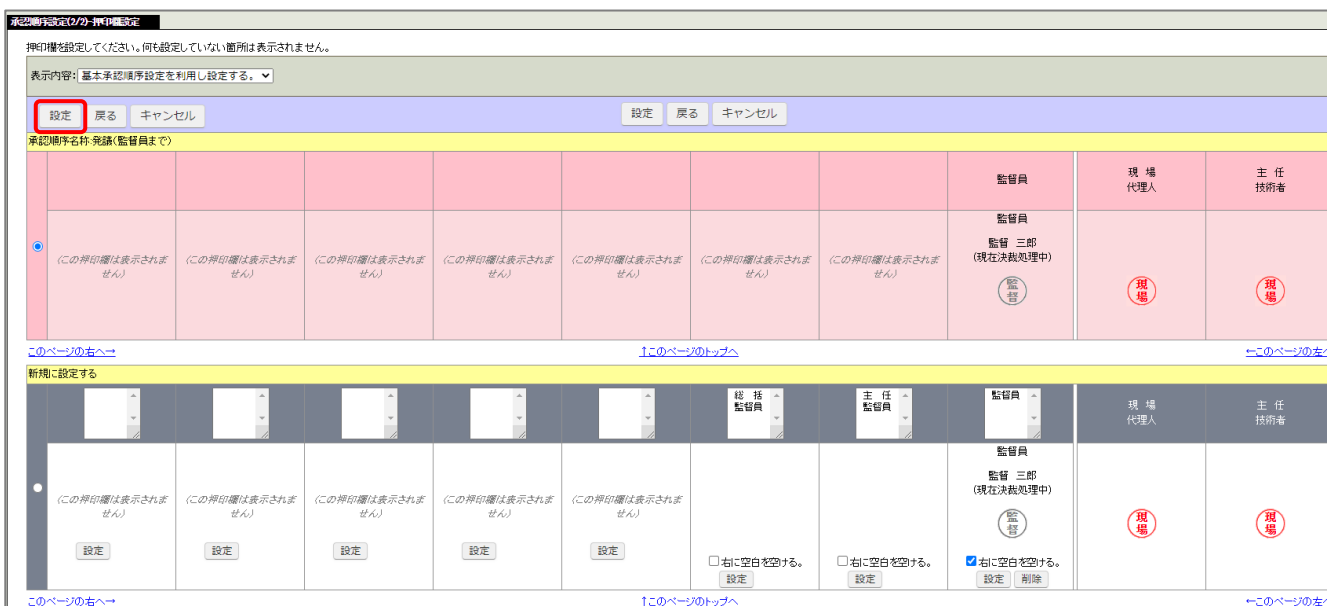 承認順序設定(2/2)-押印欄設定
押印欄を設定してください。何も設定していない箇所は表示されません。
表示内容: 基本承認順序設定を利用し設定する。
設定 戻る キャンセル 設定 戻る キャンセル
承認順序名称:発議(監督員まで)
監督員 現 場 主 任
代理人 技術者
監督員
監督 三郎
(現在決裁処理中)
(この押印欄は表示されま (この押印欄は表示されま (この押印欄は表示されま (この押印欄は表示されま (この押印欄は表示されま (この押印欄は表示されま (この押印欄は表示されま
せん) せん) せん) せん) せん) せん) せん)
監 現 現
督 場 場
このページの右へ→ ↑このページのトップへ ←このページの左へ
新規に設定する
総 括 主 任 監督員
監督員 監督員
現 場 主 任
代理人 技術者
監督員
監督 三郎
(現在決裁処理中)
(この押印欄は表示されま (この押印欄は表示されま (この押印欄は表示されま (この押印欄は表示されま (この押印欄は表示されま
せん) せん) せん) せん) せん)
監 現 現
督 場 場
設定 設定 設定 設定 設定
右に空白を空ける。 右に空白を空ける。 右に空白を空ける。
設定 設定 設定 削除
このページの右へ→ ↑このページのトップへ ←このページの左へ